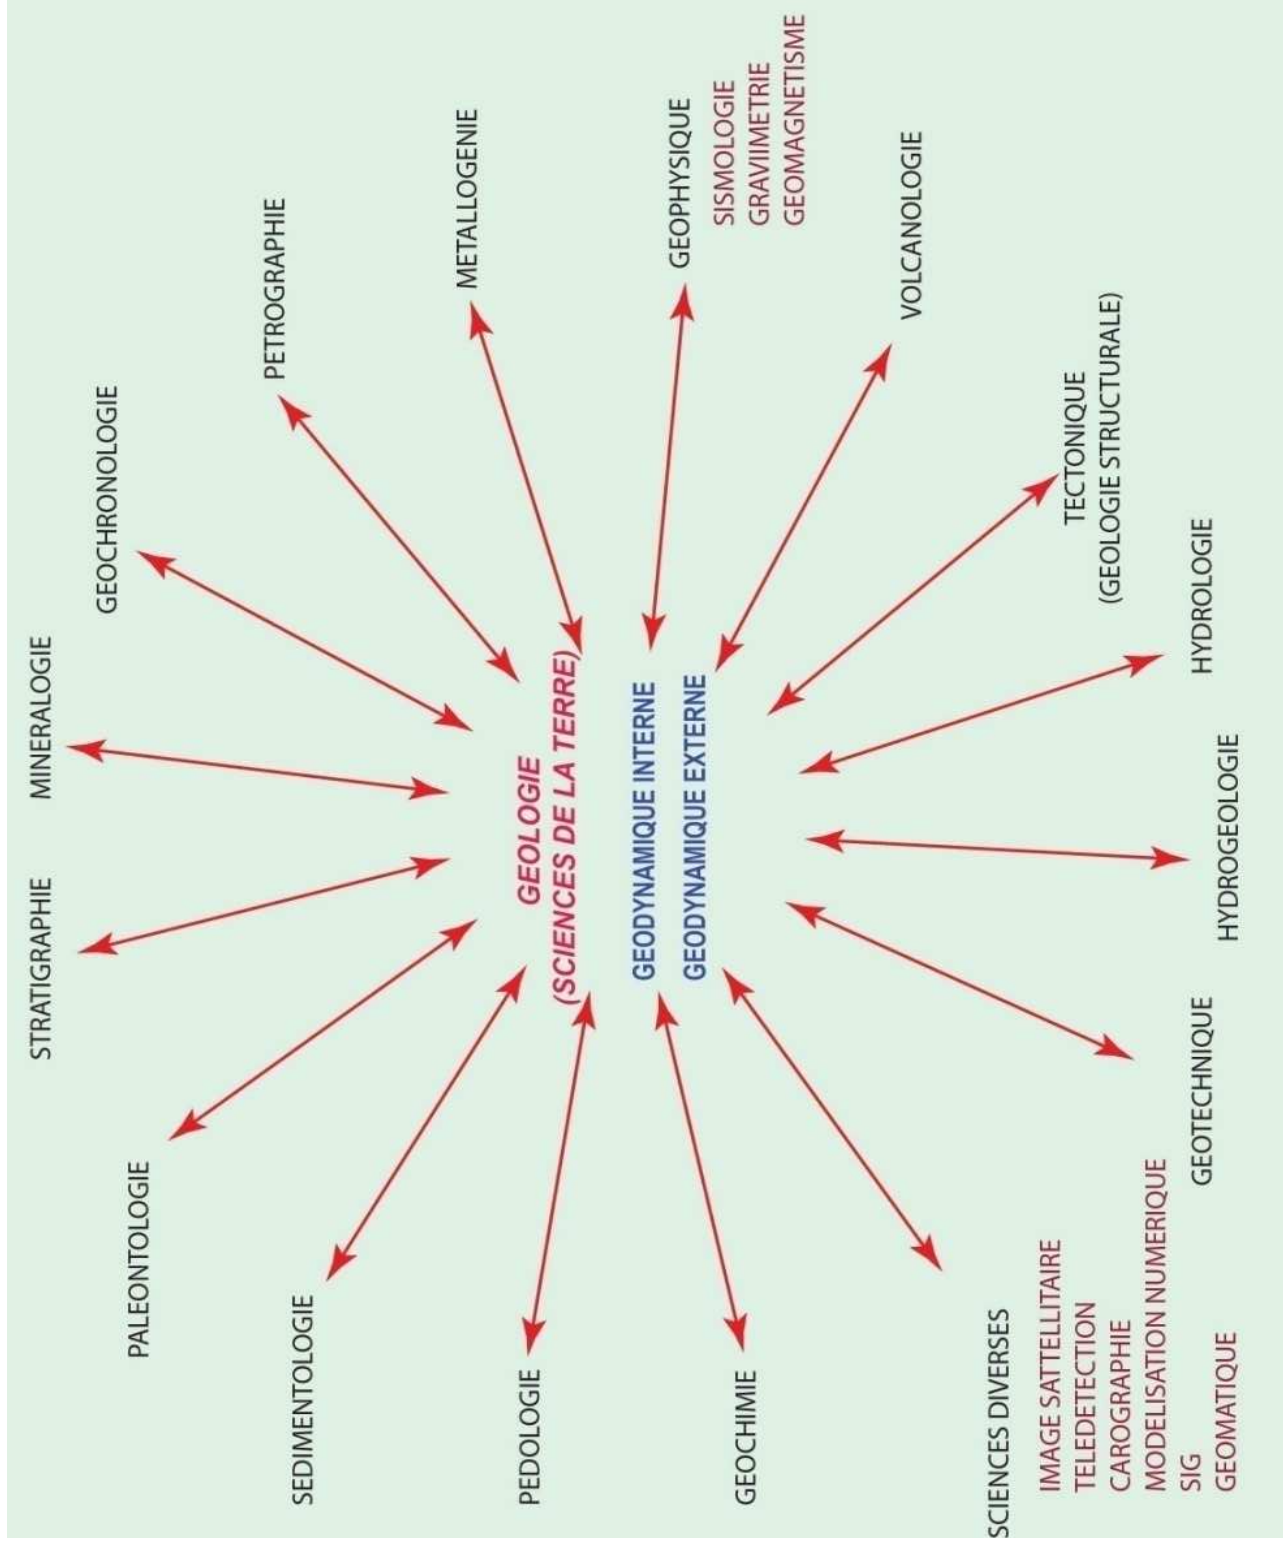 STRATIGRAPHIE
MINERALOGIE
GEOCHRONOLOGIE
PETROGRAPHIE
METALLOGENIE
GEOPHYSIQUE
SISMOLOGIE
GRAVIIMETRIE
GEOMAGNETISME
VOLCANOLOGIE
TECTONIQUE
(GEOLOGIE STRUCTURALE)
HYDROLOGIE
HYDROGEOLOGIE
GEOTECHNIQUE
SCIENCES DIVERSES
IMAGE SATTELLITAIRE
TELEDETECTION
CAROGRAPHIE
MODELISATION NUMERIQUE
SIG
GEOMATIQUE
GEOCHIMIE
PEDOLOGIE
SEDIMENTOLOGIE
PALEONTOLOGIE
GEOLOGIE
(SCIENCES DE LA TERRE)
GEODYNAMIQUE INTERNE
GEODYNAMIQUE EXTERNE